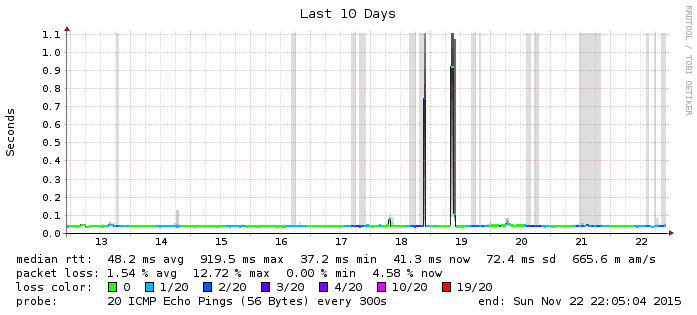 Last 10 Days
RRDTOOL / TOBI OETIKER
Seconds
1.1
1.0
0.9
0.8
0.7
0.6
0.5
0.4
0.3
0.2
0.1
0.0
13 14 15 16 17 18 19 20 21 22
median rtt: 48.2 ms avg 919.5 ms max 37.2 ms min 41.3 ms now 72.4 ms sd 665.6 m am/s
packet loss: 1.54 % avg 12.72 % max 0.00 % min 4.58 % now
loss color: 0 1/20 2/20 3/20 4/20 10/20 19/20
probe: 20 ICMP Echo Pings (56 Bytes) every 300s end: Sun Nov 22 22:05:04 2015